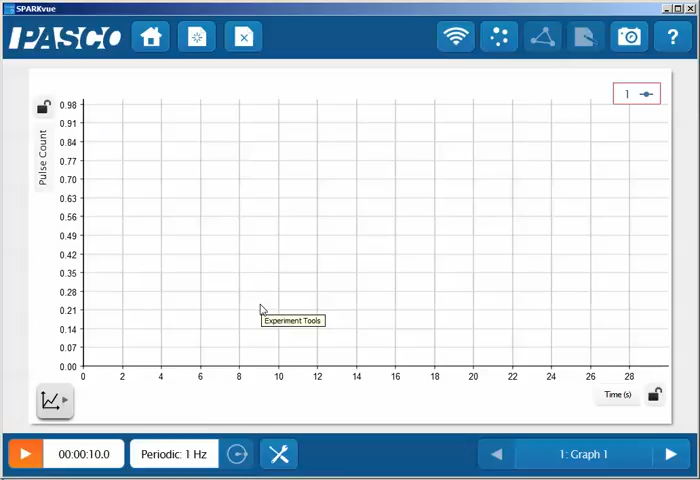 SPARKvue
PASCO
?
1
0.98
0.91
0.84
0.77
0.70
0.63
0.56
0.49
0.42
0.35
0.28
0.21
0.14
0.07
0.00
Pulse Count
Experiment Tools
0 2 4 6 8 10 12 14 16 18 20 22 24 26 28
Time (s)
00:00:10.0
Periodic: 1 Hz
1: Graph 1